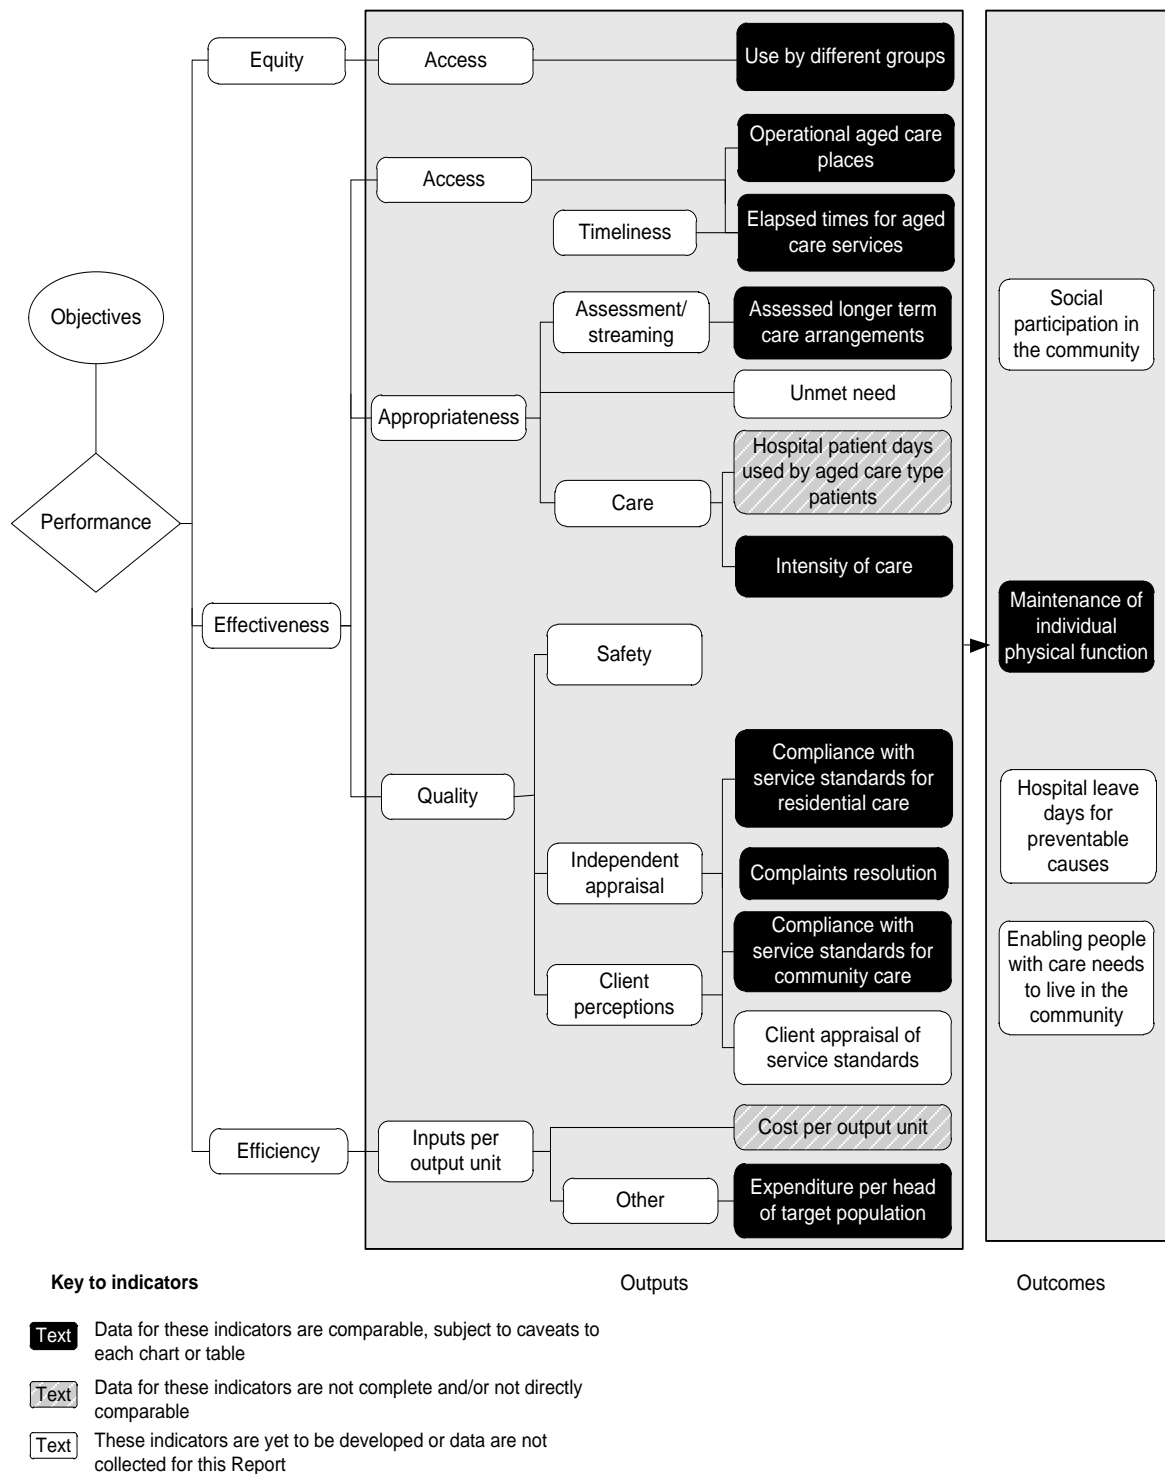 Equity
Access
Use by different groups
Operational aged care
places
Access
Timeliness
Elapsed times for aged
care services
Objectives
Assessment/
streaming
Assessed longer term
care arrangements
Social
participation in
the community
Unmet need
Appropriateness
Hospital patient days
used by aged care type
patients
Care
Performance
Intensity of care
Effectiveness
Maintenance of
individual
physical function
Safety
Quality
Compliance with
service standards for
residential care
Hospital leave
days for
preventable
causes
Independent
appraisal
Complaints resolution
Compliance with
service standards for
community care
Enabling people
with care needs
to live in the
community
Client
perceptions
Client appraisal of
service standards
Efficiency
Inputs per
output unit
Cost per output unit
Other
Expenditure per head
of target population
Key to indicators
Outputs
Outcomes
Text
Data for these indicators are comparable, subject to caveats to
each chart or table
Text
Data for these indicators are not complete and/or not directly
comparable
Text
These indicators are yet to be developed or data are not
collected for this Report